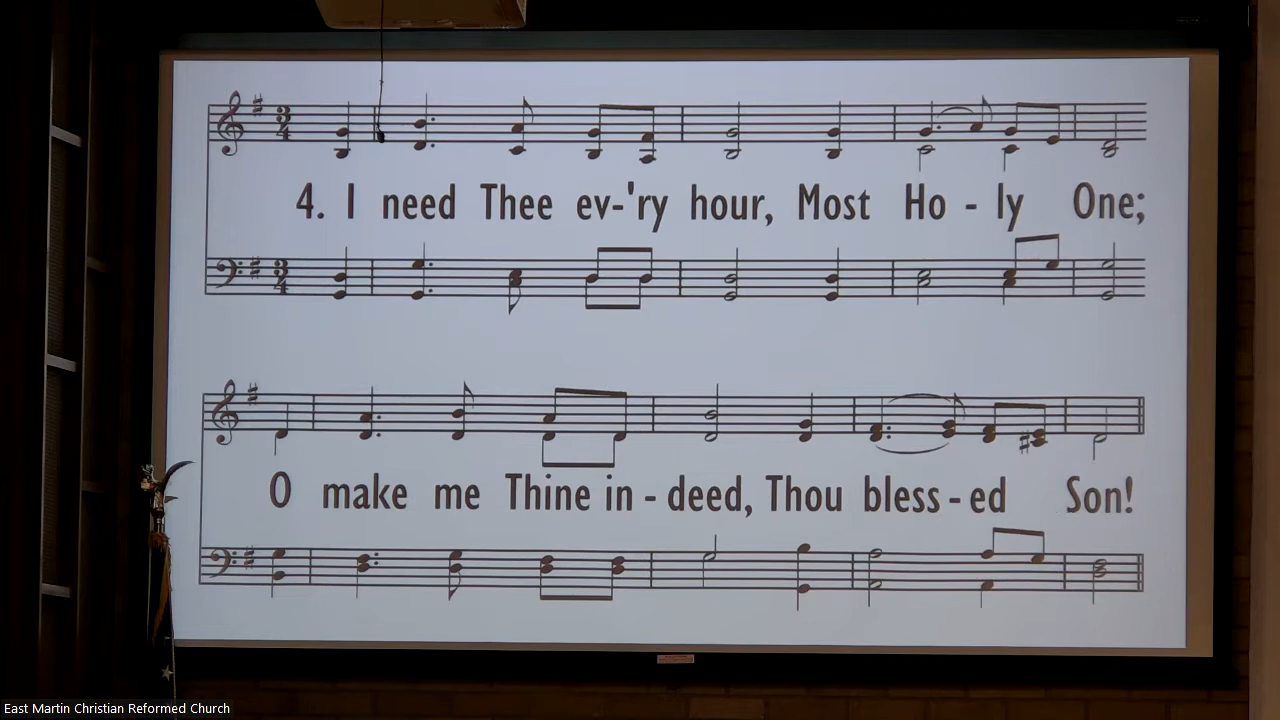 4. I need Thee ev-'ry hour, Most Ho - ly One;
O make me Thine in - deed, Thou bless - ed Son!
East Martin Christian Reformed Church